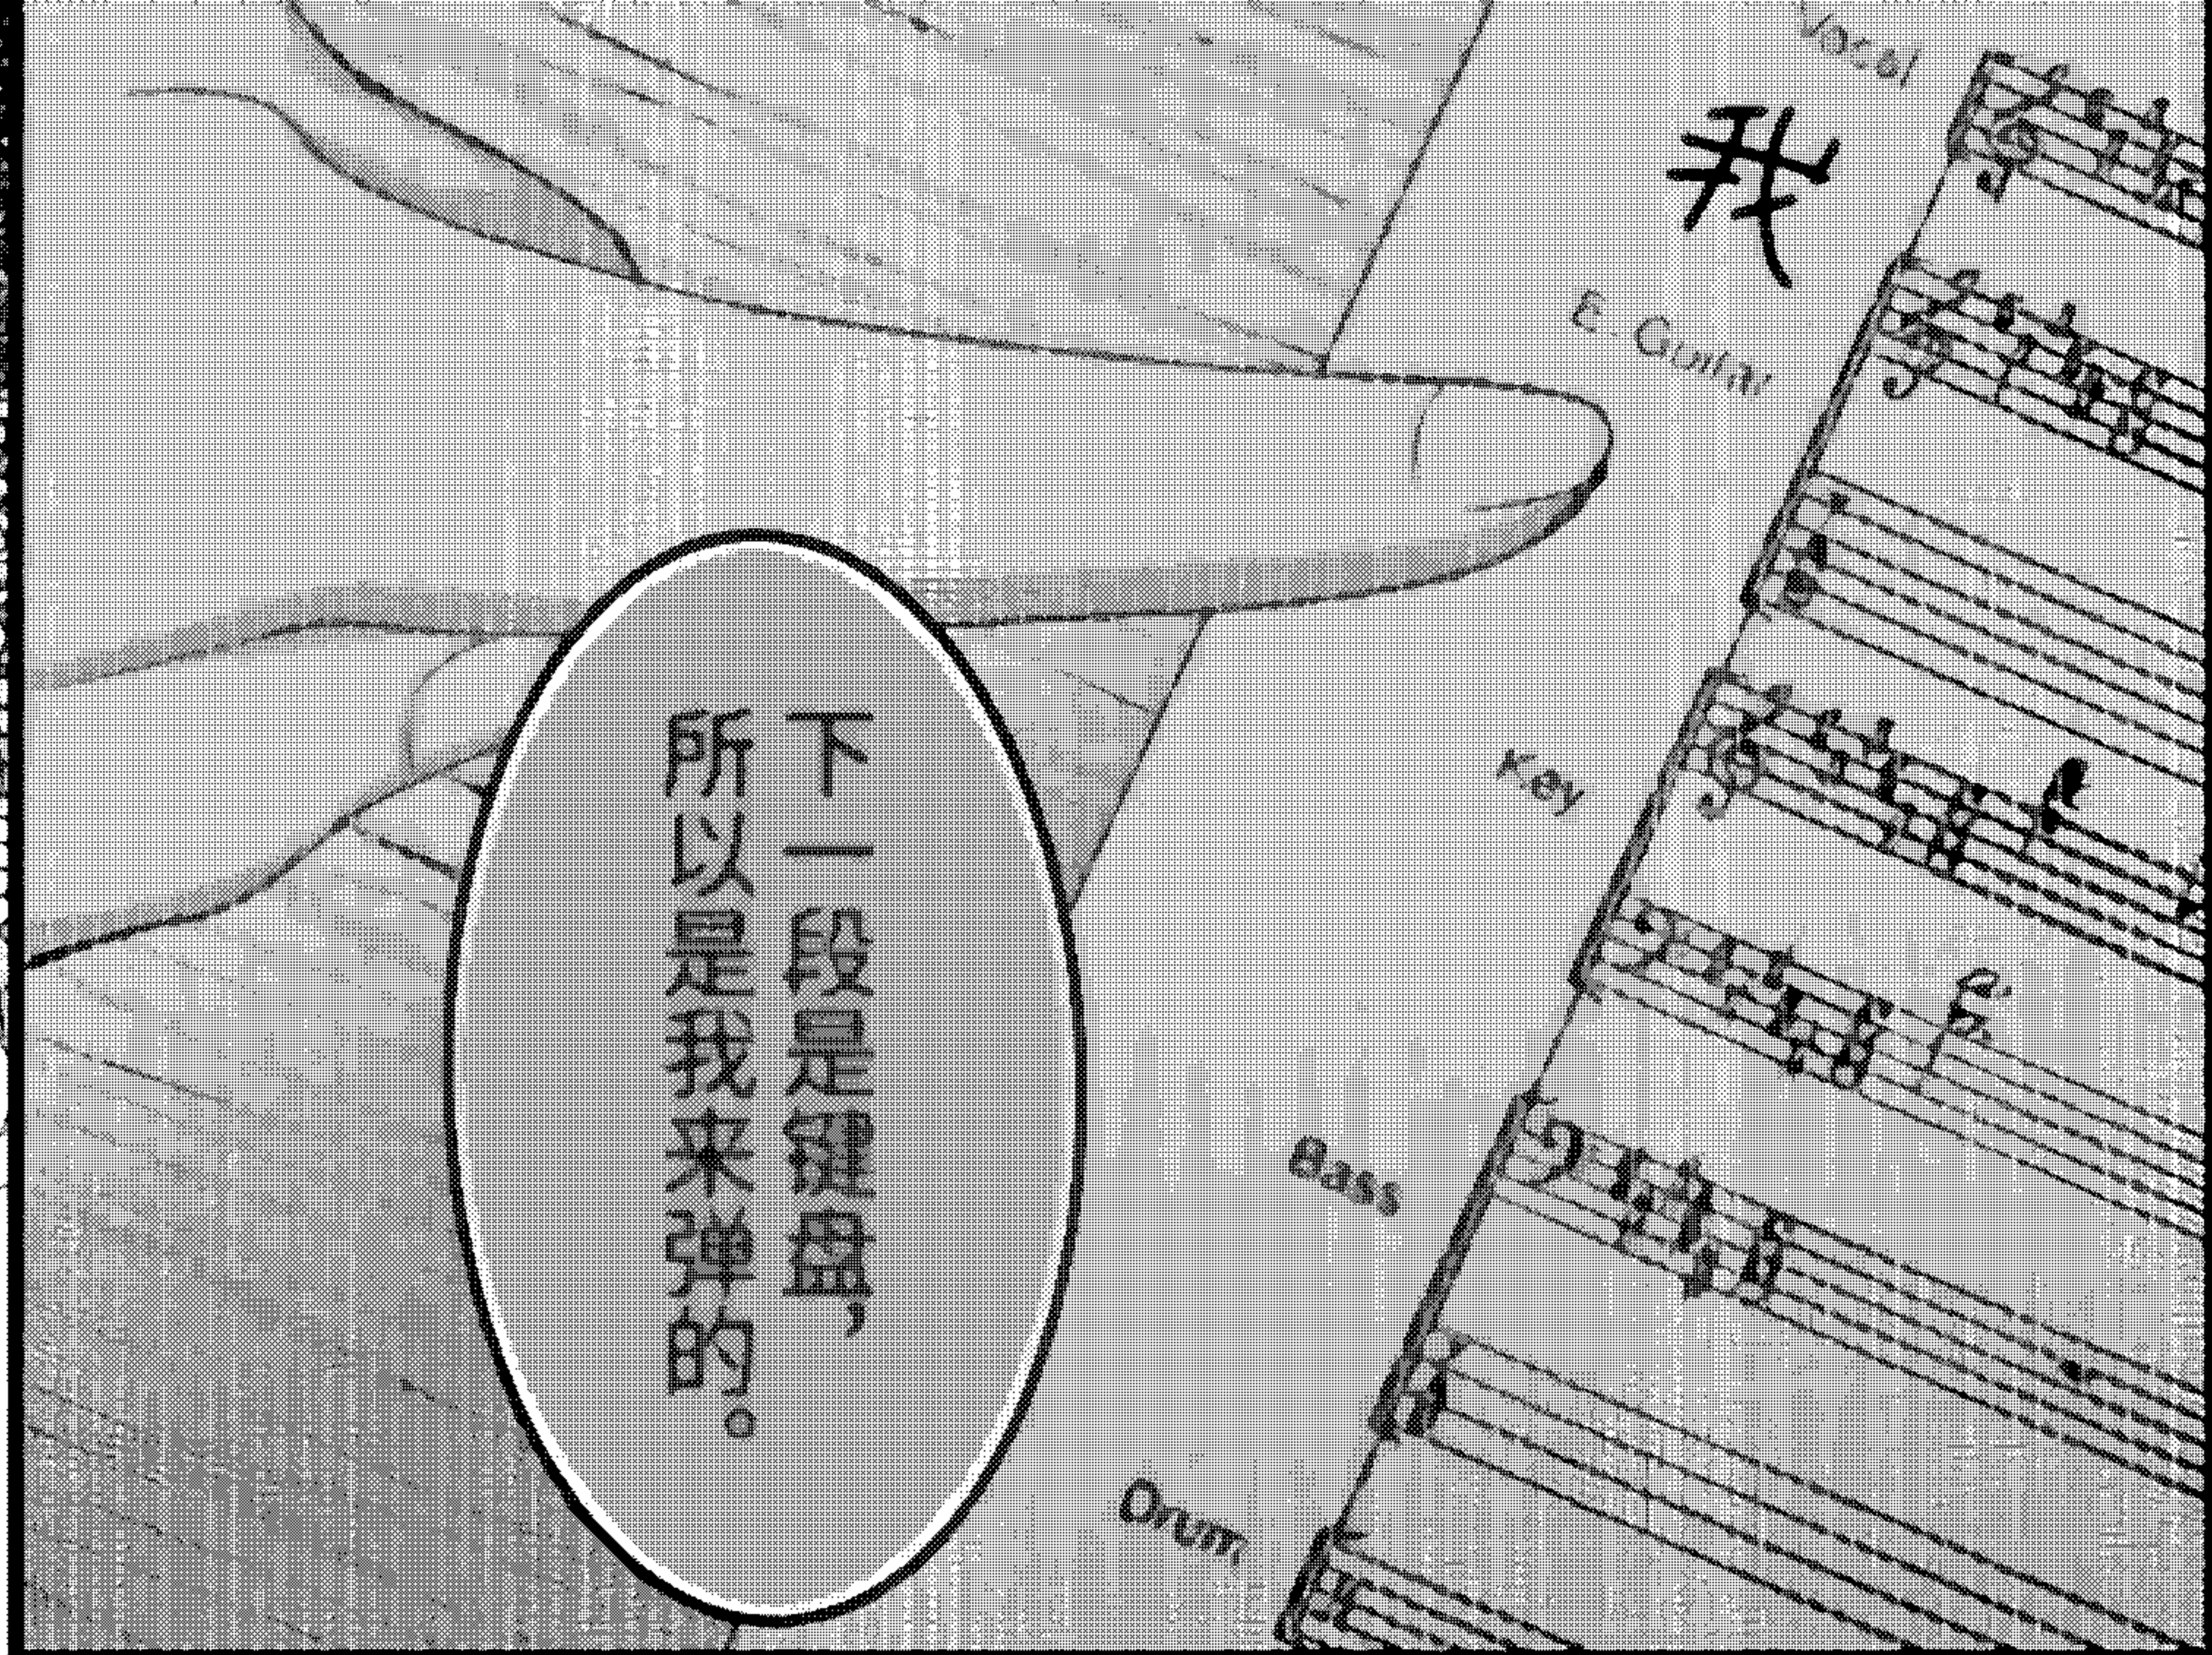 Vocal
我
E. Guitar
Key
Bass
Drum
下一段是键盘，
所以是我来弹的。